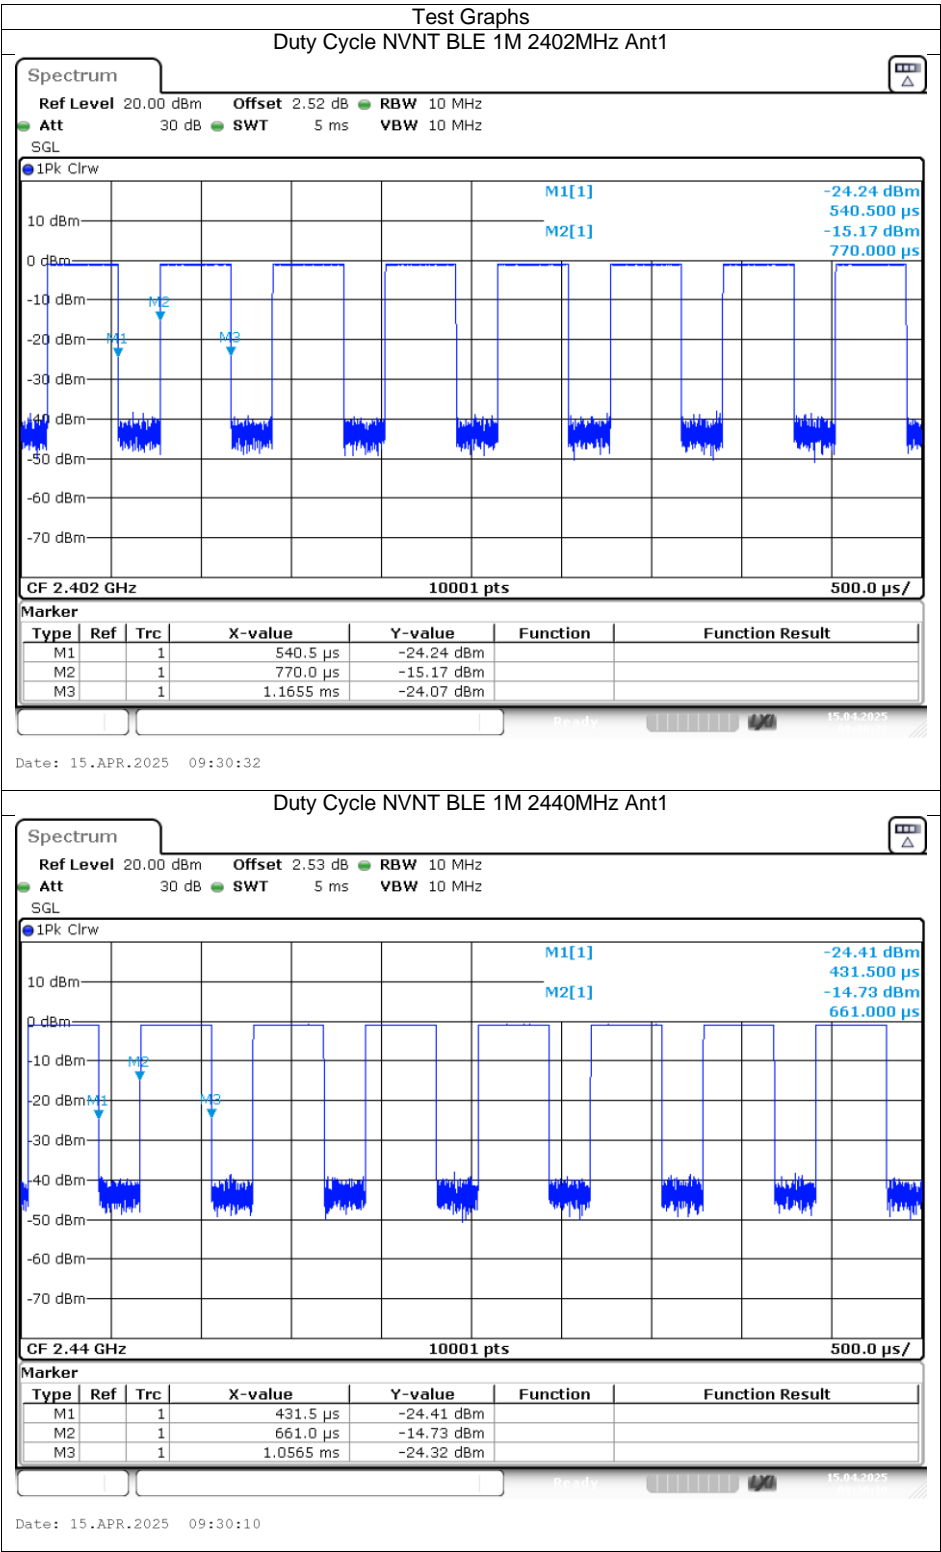 Test Graphs
Duty Cycle NVNT BLE 1M 2402MHz Ant1
Spectrum
Ref Level 20.00 dBm Offset 2.52 dB RBW 10 MHz
Att 30 dB SWT 5 ms VBW 10 MHz
SGL
1Pk Clrw
M1[1] -24.24 dBm
540.500 µs
10 dBm
M2[1] -15.17 dBm
770.000 µs
0 dBm
-10 dBm
M2
-20 dBm
M1
M3
-30 dBm
-40 dBm
-50 dBm
-60 dBm
-70 dBm
CF 2.402 GHz 10001 pts 500.0 µs/
Marker
Type Ref Trc X-value Y-value Function Function Result
M1 1 540.5 µs -24.24 dBm
M2 1 770.0 µs -15.17 dBm
M3 1 1.1655 ms -24.07 dBm
Ready LXI 15.04.2025
Date: 15.APR.2025 09:30:32
Duty Cycle NVNT BLE 1M 2440MHz Ant1
Spectrum
Ref Level 20.00 dBm Offset 2.53 dB RBW 10 MHz
Att 30 dB SWT 5 ms VBW 10 MHz
SGL
1Pk Clrw
M1[1] -24.41 dBm
431.500 µs
10 dBm
M2[1] -14.73 dBm
661.000 µs
0 dBm
-10 dBm
M2
-20 dBm
M1
M3
-30 dBm
-40 dBm
-50 dBm
-60 dBm
-70 dBm
CF 2.44 GHz 10001 pts 500.0 µs/
Marker
Type Ref Trc X-value Y-value Function Function Result
M1 1 431.5 µs -24.41 dBm
M2 1 661.0 µs -14.73 dBm
M3 1 1.0565 ms -24.32 dBm
Ready LXI 15.04.2025
Date: 15.APR.2025 09:30:10